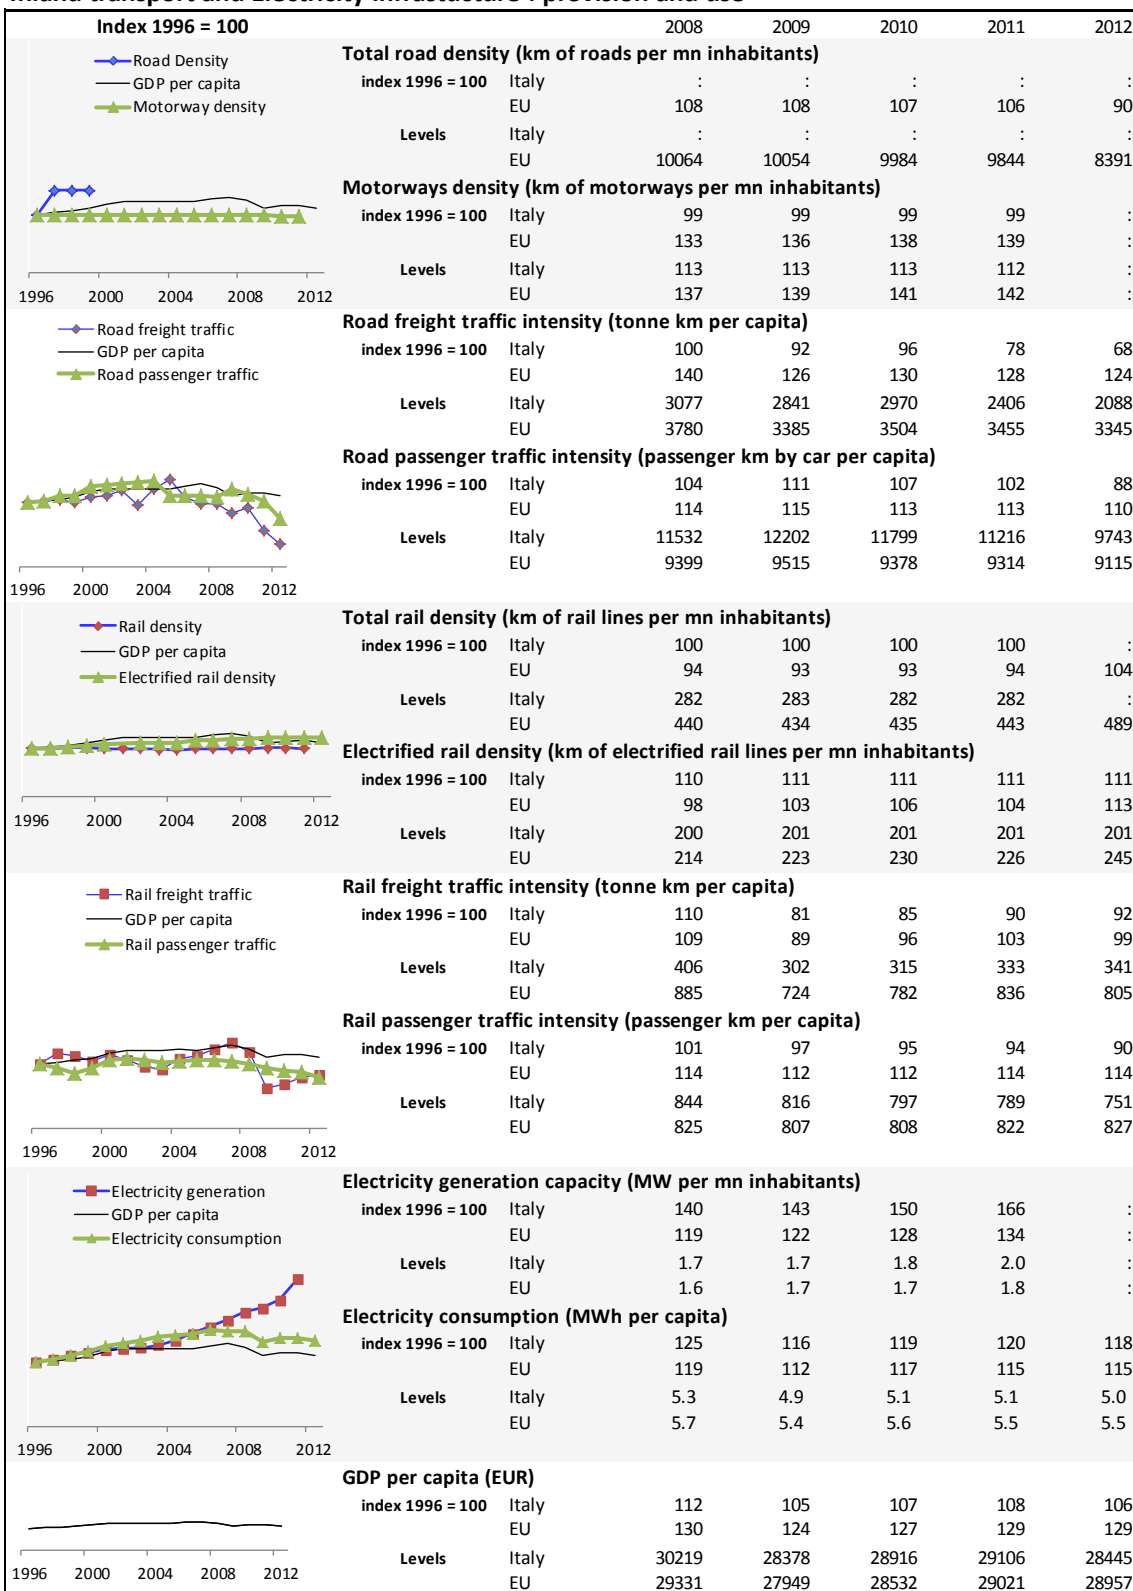 Inland transport and Electricity infrastucture : provision and use
Index 1996 = 100 2008 2009 2010 2011 2012
Road Density
GDP per capita
Motorway density
1996 2000 2004 2008 2012
Total road density (km of roads per mn inhabitants)
index 1996 = 100 Italy : : : : :
EU 108 108 107 106 90
Levels Italy : : : : :
EU 10064 10054 9984 9844 8391
Motorways density (km of motorways per mn inhabitants)
index 1996 = 100 Italy 99 99 99 99 :
EU 133 136 138 139 :
Levels Italy 113 113 113 112 :
EU 137 139 141 142 :
Road freight traffic
GDP per capita
Road passenger traffic
1996 2000 2004 2008 2012
Road freight traffic intensity (tonne km per capita)
index 1996 = 100 Italy 100 92 96 78 68
EU 140 126 130 128 124
Levels Italy 3077 2841 2970 2406 2088
EU 3780 3385 3504 3455 3345
Road passenger traffic intensity (passenger km by car per capita)
index 1996 = 100 Italy 104 111 107 102 88
EU 114 115 113 113 110
Levels Italy 11532 12202 11799 11216 9743
EU 9399 9515 9378 9314 9115
Rail density
GDP per capita
Electrified rail density
1996 2000 2004 2008 2012
Total rail density (km of rail lines per mn inhabitants)
index 1996 = 100 Italy 100 100 100 100 :
EU 94 93 93 94 104
Levels Italy 282 283 282 282 :
EU 440 434 435 443 489
Electrified rail density (km of electrified rail lines per mn inhabitants)
index 1996 = 100 Italy 110 111 111 111 111
EU 98 103 106 104 113
Levels Italy 200 201 201 201 201
EU 214 223 230 226 245
Rail freight traffic
GDP per capita
Rail passenger traffic
1996 2000 2004 2008 2012
Rail freight traffic intensity (tonne km per capita)
index 1996 = 100 Italy 110 81 85 90 92
EU 109 89 96 103 99
Levels Italy 406 302 315 333 341
EU 885 724 782 836 805
Rail passenger traffic intensity (passenger km per capita)
index 1996 = 100 Italy 101 97 95 94 90
EU 114 112 112 114 114
Levels Italy 844 816 797 789 751
EU 825 807 808 822 827
Electricity generation
GDP per capita
Electricity consumption
1996 2000 2004 2008 2012
Electricity generation capacity (MW per mn inhabitants)
index 1996 = 100 Italy 140 143 150 166 :
EU 119 122 128 134 :
Levels Italy 1.7 1.7 1.8 2.0 :
EU 1.6 1.7 1.7 1.8 :
Electricity consumption (MWh per capita)
index 1996 = 100 Italy 125 116 119 120 118
EU 119 112 117 115 115
Levels Italy 5.3 4.9 5.1 5.1 5.0
EU 5.7 5.4 5.6 5.5 5.5
1996 2000 2004 2008 2012
GDP per capita (EUR)
index 1996 = 100 Italy 112 105 107 108 106
EU 130 124 127 129 129
Levels Italy 30219 28378 28916 29106 28445
EU 29331 27949 28532 29021 28957